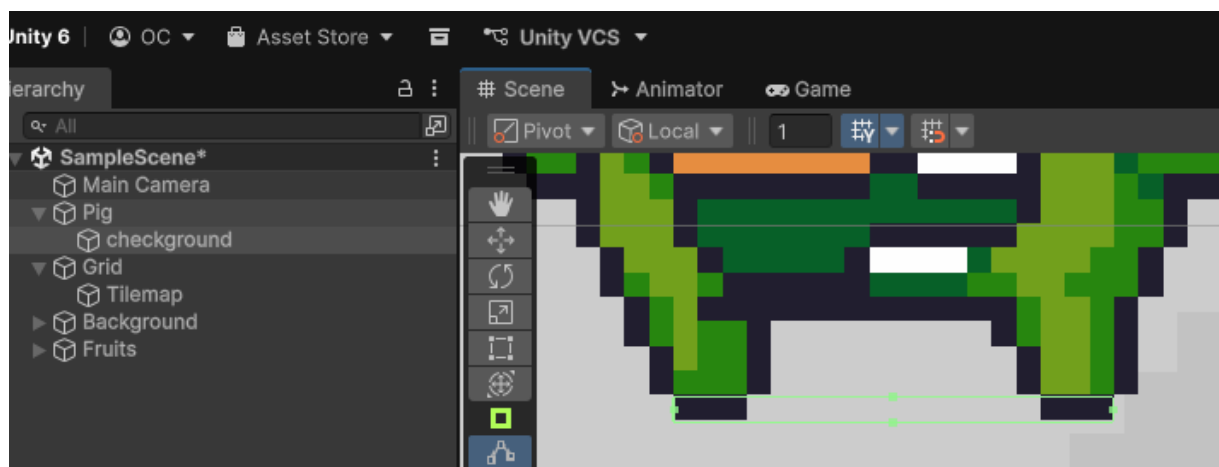 Unity 6 OC Asset Store Unity VCS
ierarchy
# Scene Animator Game
All
Pivot Local 1
SampleScene*
Main Camera
Pig
checkground
Grid
Tilemap
Background
Fruits